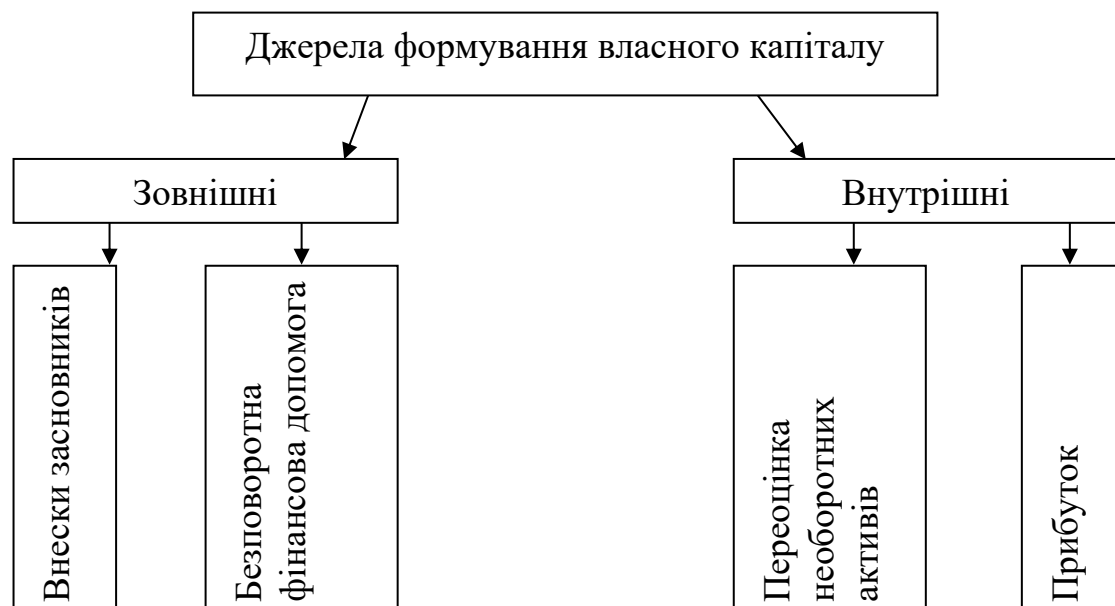 Джерела формування власного капіталу
Зовнішні
Внутрішні
Внески засновників
Безповоротна
фінансова допомога
Переоцінка
необоротних
активів
Прибуток